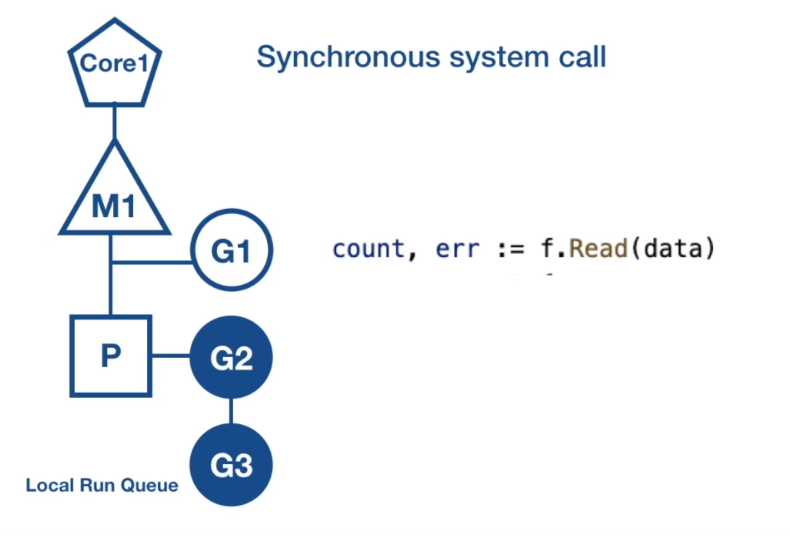 Core1
Synchronous system call
M1
G1
count, err := f.Read(data)
P
G2
G3
Local Run Queue